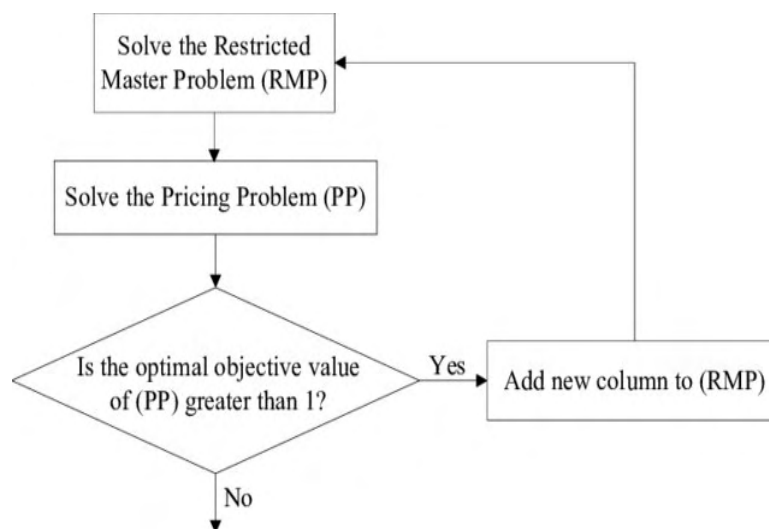 Solve the Restricted
Master Problem (RMP)
Solve the Pricing Problem (PP)
Is the optimal objective value
of (PP) greater than 1?
Yes
Add new column to (RMP)
No